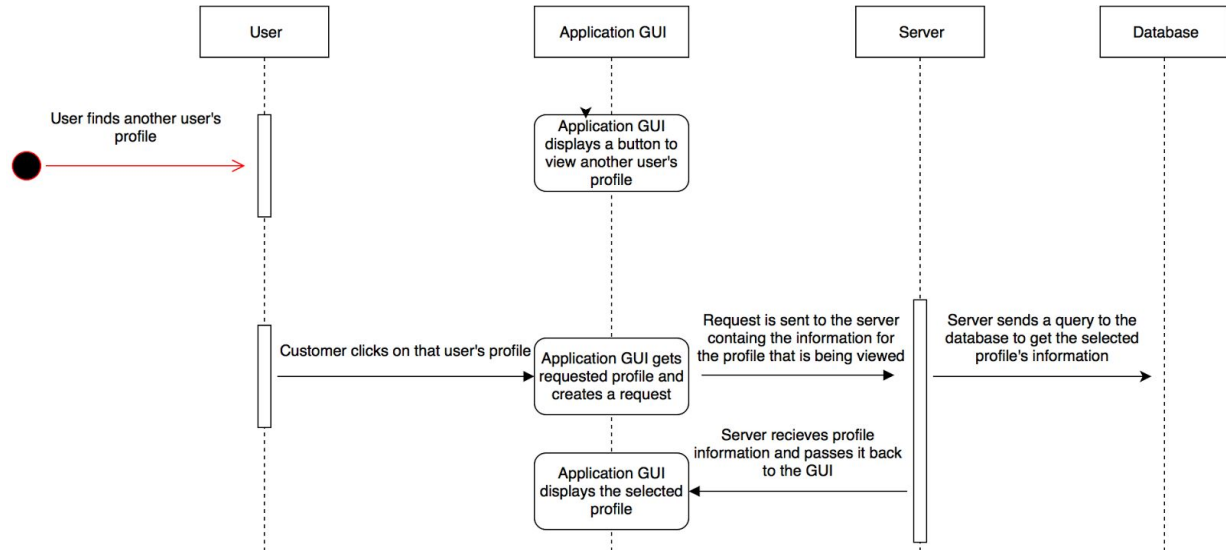 User
Application GUI
Server
Database
User finds another user's
profile
Application GUI
displays a button to
view another user's
profile
Customer clicks on that user's profile
Application GUI gets
requested profile and
creates a request
Request is sent to the server
containg the information for
the profile that is being viewed
Server sends a query to the
database to get the selected
profile's information
Server recieves profile
information and passes it back
to the GUI
Application GUI
displays the selected
profile